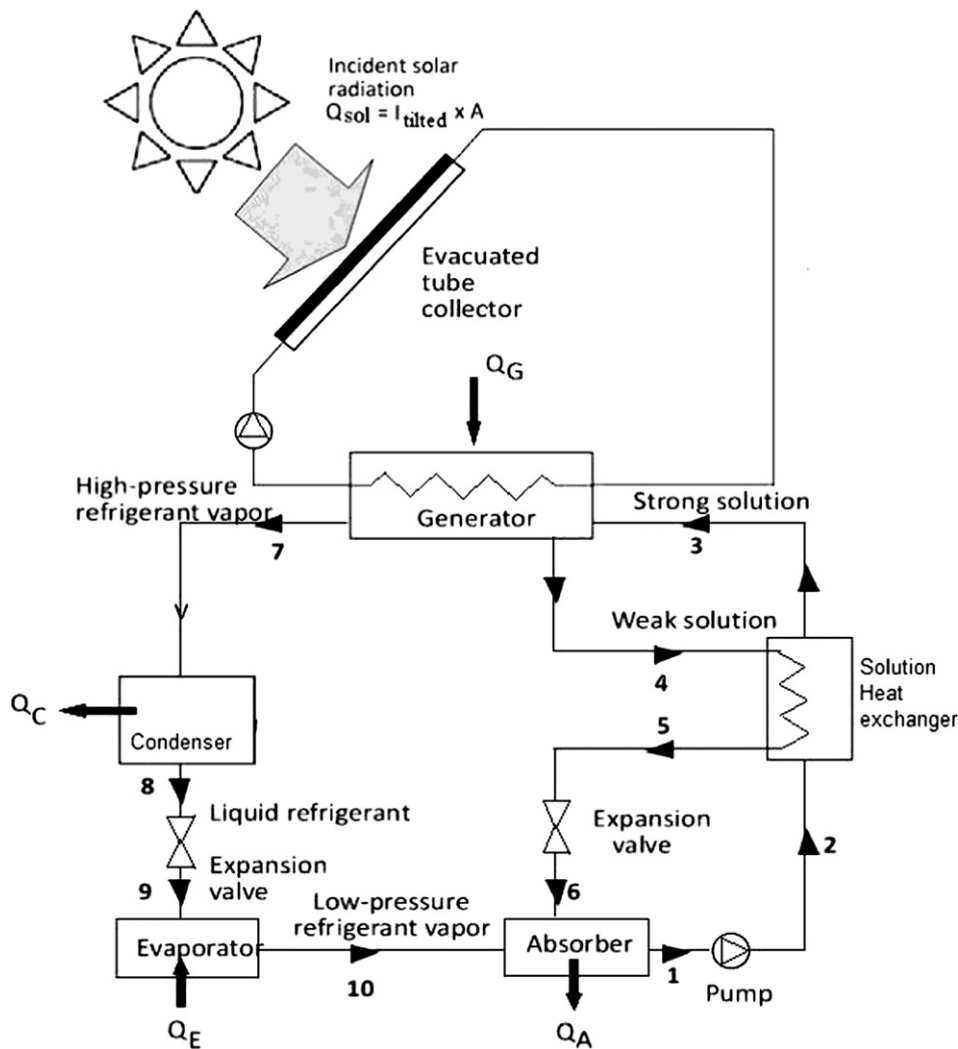 Incident solar
radiation
Qsol = Itilted x A
Evacuated
tube
collector
QG
High-pressure
refrigerant vapor
Generator
Strong solution
7
3
Weak solution
4
Solution
Heat
exchanger
QC
Condenser
5
8
Liquid refrigerant
Expansion
valve
2
Expansion
valve
9
6
Low-pressure
refrigerant vapor
Evaporator
Absorber
10
1
Pump
QE
QA